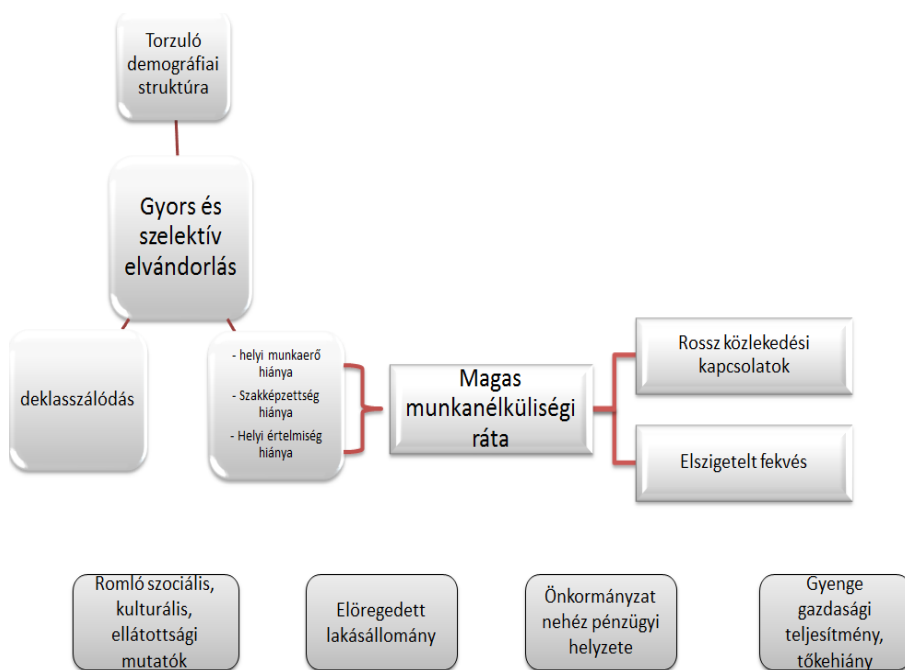 Torzuló
demográfiai
struktúra
Gyors és
szelektív
elvándorlás
deklasszálódás
- helyi munkaerő
hiánya
- Szakképzettség
hiánya
- Helyi értelmiség
hiánya
Magas
munkanélküliségi
ráta
Rossz közlekedési
kapcsolatok
Elszigetelt fekvés
Romló szociális,
kulturális,
ellátottsági
mutatók
Elöregedett
lakásállomány
Önkormányzat
nehéz pénzügyi
helyzete
Gyenge
gazdasági
teljesítmény,
tőkehiány